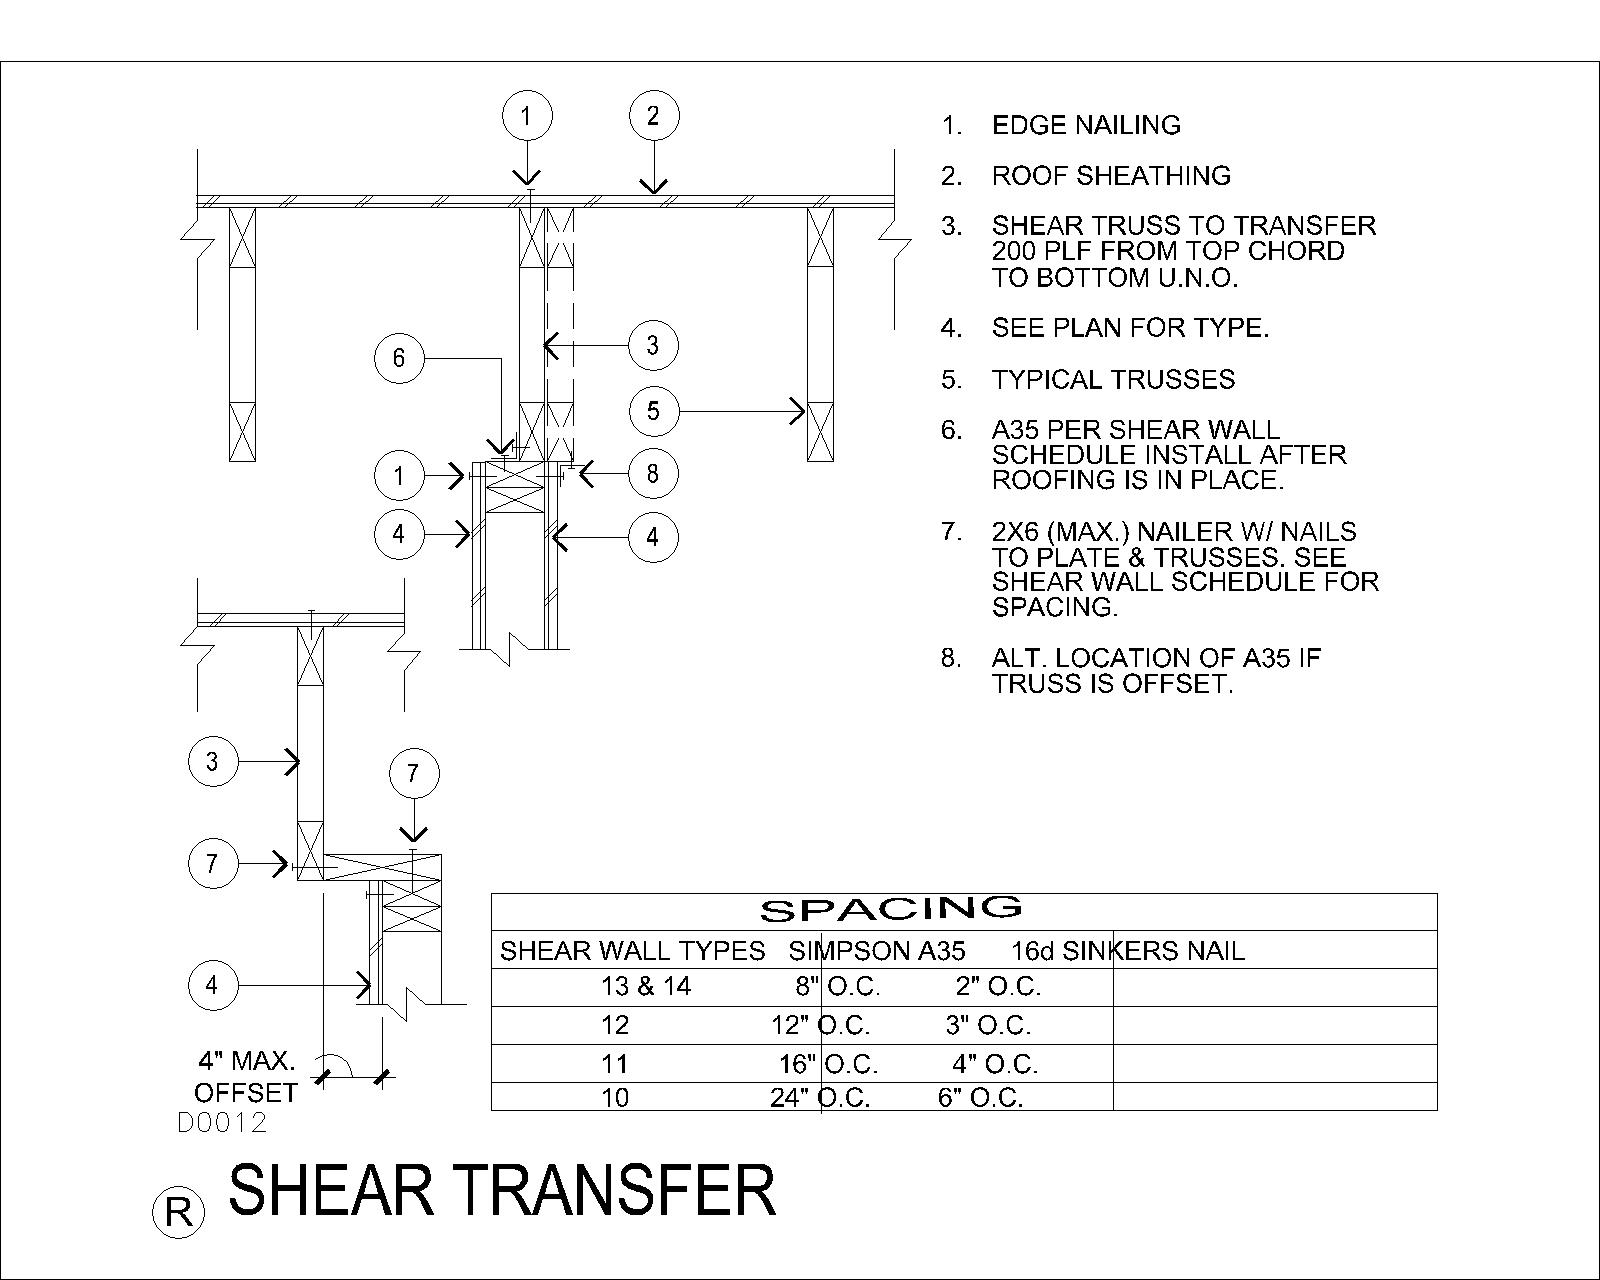 1
2
1. EDGE NAILING
2. ROOF SHEATHING
3. SHEAR TRUSS TO TRANSFER
200 PLF FROM TOP CHORD
TO BOTTOM U.N.O.
4. SEE PLAN FOR TYPE.
5. TYPICAL TRUSSES
6. A35 PER SHEAR WALL
SCHEDULE INSTALL AFTER
ROOFING IS IN PLACE.
7. 2X6 (MAX.) NAILER W/ NAILS
TO PLATE & TRUSSES. SEE
SHEAR WALL SCHEDULE FOR
SPACING.
8. ALT. LOCATION OF A35 IF
TRUSS IS OFFSET.
6
3
5
1
8
4
4
3
7
7
4
4" MAX.
OFFSET
D0012
SPACING
SHEAR WALL TYPES SIMPSON A35 16d SINKERS NAIL
13 & 14 8" O.C. 2" O.C.
12 12" O.C. 3" O.C.
11 16" O.C. 4" O.C.
10 24" O.C. 6" O.C.
R SHEAR TRANSFER